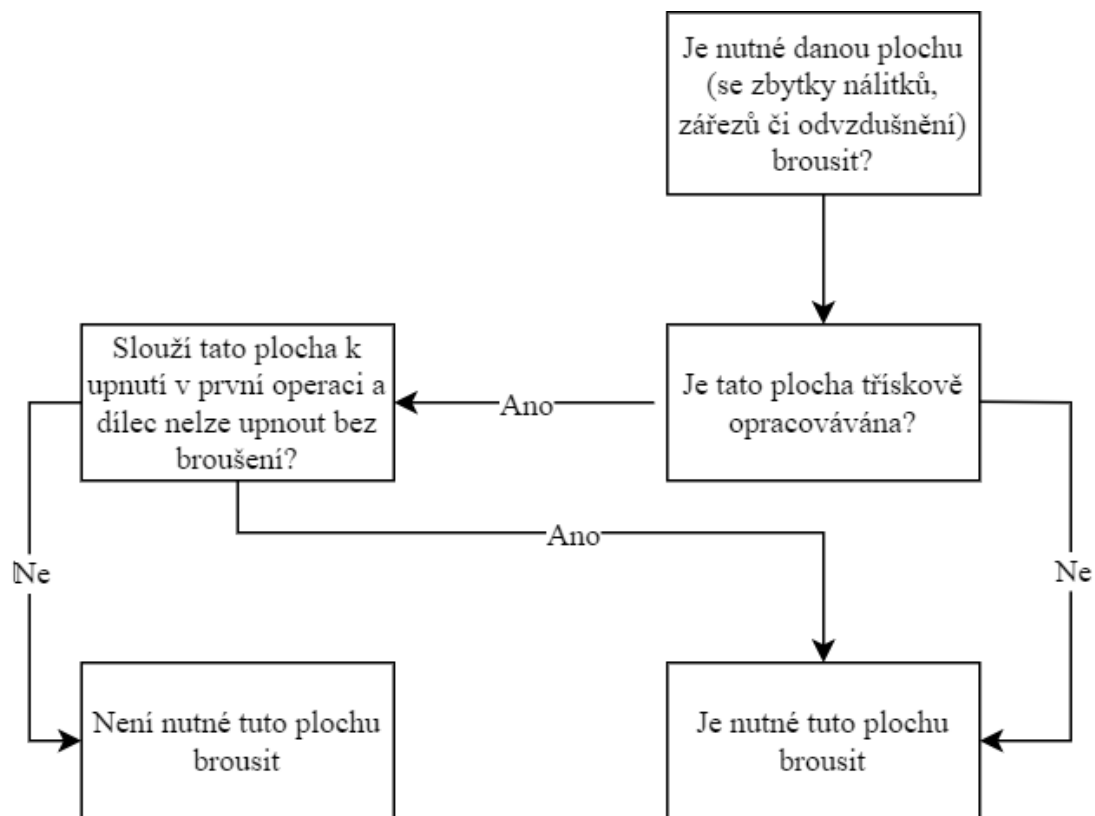 Je nutné danou plochu
(se zbytky nálitků,
zářezů či odvzdušnění)
brousit?
Slouží tato plocha k
upnutí v první operaci a
dílec nelze upnout bez
broušení?
Ano
Je tato plocha třískově
opracovávána?
Ano
Ne
Ne
Není nutné tuto plochu
brousit
Je nutné tuto plochu
brousit